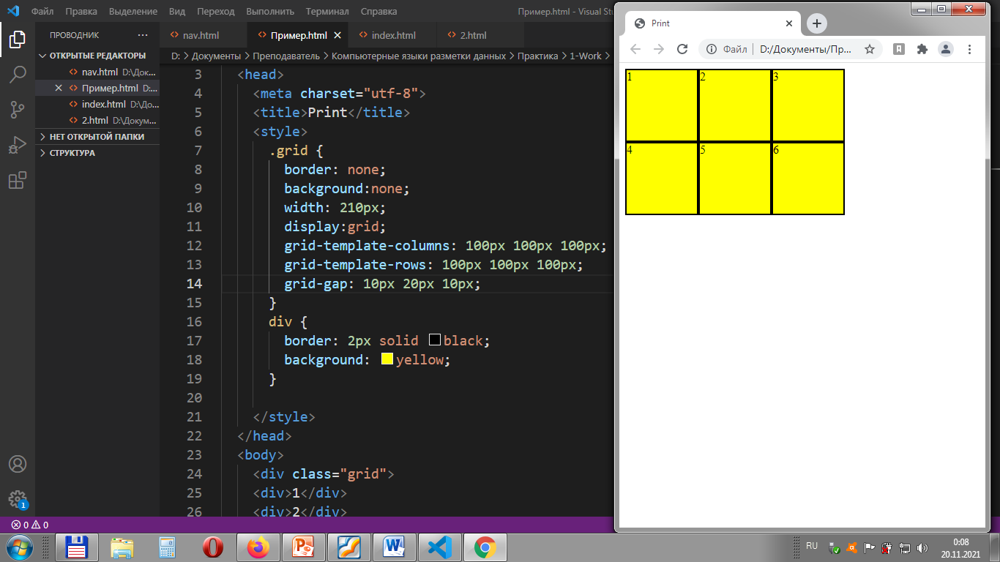 Файл Правка Выделение Вид Переход Выполнить Терминал Справка Пример.html - Visual Stu
ПРОВОДНИК ···
ОТКРЫТЫЕ РЕДАКТОРЫ
nav.html D:\Док...
Пример.html D:...
index.html D:\До...
2.html D:\Докум...
НЕТ ОТКРЫТОЙ ПАПКИ
СТРУКТУРА
1
nav.html Пример.html index.html 2.html
D: > Документы > Преподаватель > Компьютерные языки разметки данных > Практика > 1-Work >
3 <head>
4 <meta charset="utf-8">
5 <title>Print</title>
6 <style>
7 .grid {
8 border: none;
9 background:none;
10 width: 210px;
11 display:grid;
12 grid-template-columns: 100px 100px 100px;
13 grid-template-rows: 100px 100px 100px;
14 grid-gap: 10px 20px 10px;
15 }
16 div {
17 border: 2px solid black;
18 background: yellow;
19 }
20
21 </style>
22 </head>
23 <body>
24 <div class="grid">
25 <div>1</div>
26 <div>2</div>
0 0
Print
Файл | D:/Документы/Пр...
1 2 3
4 5 6
RU
0:08
20.11.2021